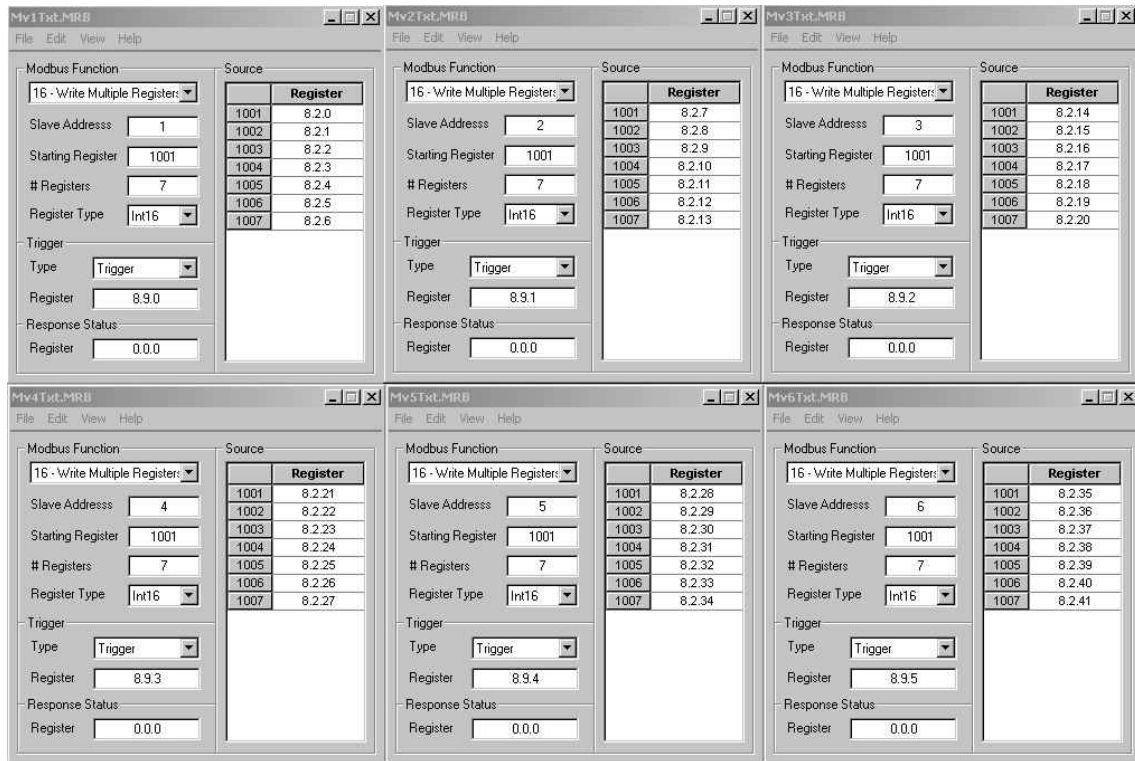 Mv1Txt.MRB
File Edit View Help
Modbus Function
16 - Write Multiple Registers
Slave Addresss 1
Starting Register 1001
# Registers 7
Register Type Int16
Trigger
Type Trigger
Register 8.9.0
Response Status
Register 0.0.0
Source
Register
1001 8.2.0
1002 8.2.1
1003 8.2.2
1004 8.2.3
1005 8.2.4
1006 8.2.5
1007 8.2.6
Mv2Txt.MRB
File Edit View Help
Modbus Function
16 - Write Multiple Registers
Slave Addresss 2
Starting Register 1001
# Registers 7
Register Type Int16
Trigger
Type Trigger
Register 8.9.1
Response Status
Register 0.0.0
Source
Register
1001 8.2.7
1002 8.2.8
1003 8.2.9
1004 8.2.10
1005 8.2.11
1006 8.2.12
1007 8.2.13
Mv3Txt.MRB
File Edit View Help
Modbus Function
16 - Write Multiple Registers
Slave Addresss 3
Starting Register 1001
# Registers 7
Register Type Int16
Trigger
Type Trigger
Register 8.9.2
Response Status
Register 0.0.0
Source
Register
1001 8.2.14
1002 8.2.15
1003 8.2.16
1004 8.2.17
1005 8.2.18
1006 8.2.19
1007 8.2.20
Mv4Txt.MRB
File Edit View Help
Modbus Function
16 - Write Multiple Registers
Slave Addresss 4
Starting Register 1001
# Registers 7
Register Type Int16
Trigger
Type Trigger
Register 8.9.3
Response Status
Register 0.0.0
Source
Register
1001 8.2.21
1002 8.2.22
1003 8.2.23
1004 8.2.24
1005 8.2.25
1006 8.2.26
1007 8.2.27
Mv5Txt.MRB
File Edit View Help
Modbus Function
16 - Write Multiple Registers
Slave Addresss 5
Starting Register 1001
# Registers 7
Register Type Int16
Trigger
Type Trigger
Register 8.9.4
Response Status
Register 0.0.0
Source
Register
1001 8.2.28
1002 8.2.29
1003 8.2.30
1004 8.2.31
1005 8.2.32
1006 8.2.33
1007 8.2.34
Mv6Txt.MRB
File Edit View Help
Modbus Function
16 - Write Multiple Registers
Slave Addresss 6
Starting Register 1001
# Registers 7
Register Type Int16
Trigger
Type Trigger
Register 8.9.5
Response Status
Register 0.0.0
Source
Register
1001 8.2.35
1002 8.2.36
1003 8.2.37
1004 8.2.38
1005 8.2.39
1006 8.2.40
1007 8.2.41